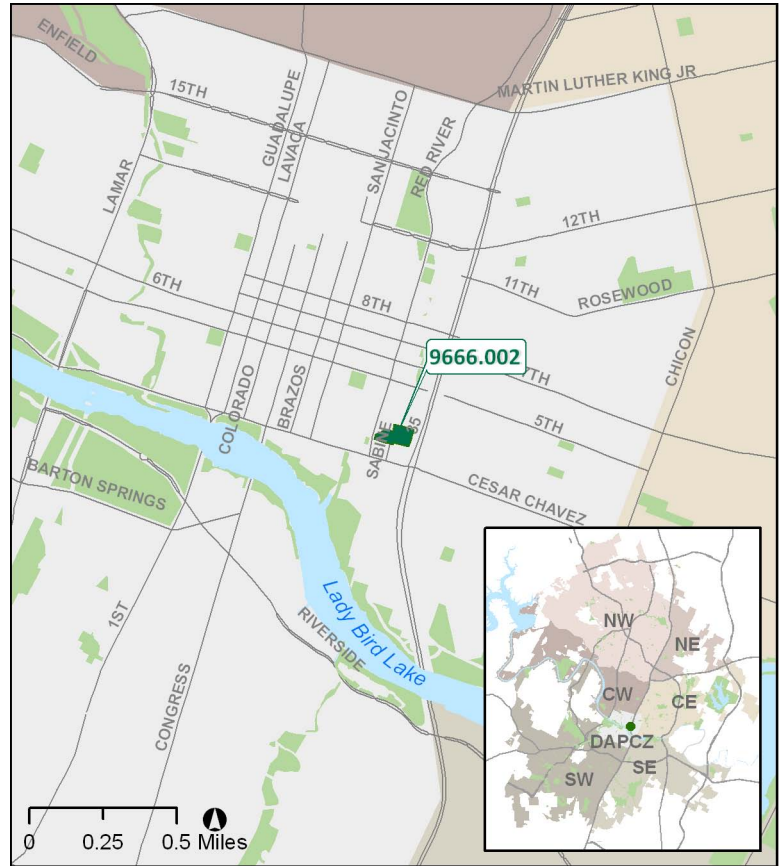 ENFIELD
MARTIN LUTHER KING JR
15TH
GUADALUPE
LAVACA
SAN JACINTO
RED RIVER
LAMAR
12TH
6TH
11TH
ROSEWOOD
8TH
9666.002
7TH
CHICON
COLORADO
BRAZOS
35
5TH
SABINE
CESAR CHAVEZ
BARTON SPRINGS
Lady Bird Lake
1ST
RIVERSIDE
CONGRESS
NW
NE
CW
CE
DAPCZ
SE
SW
0 0.25 0.5 Miles